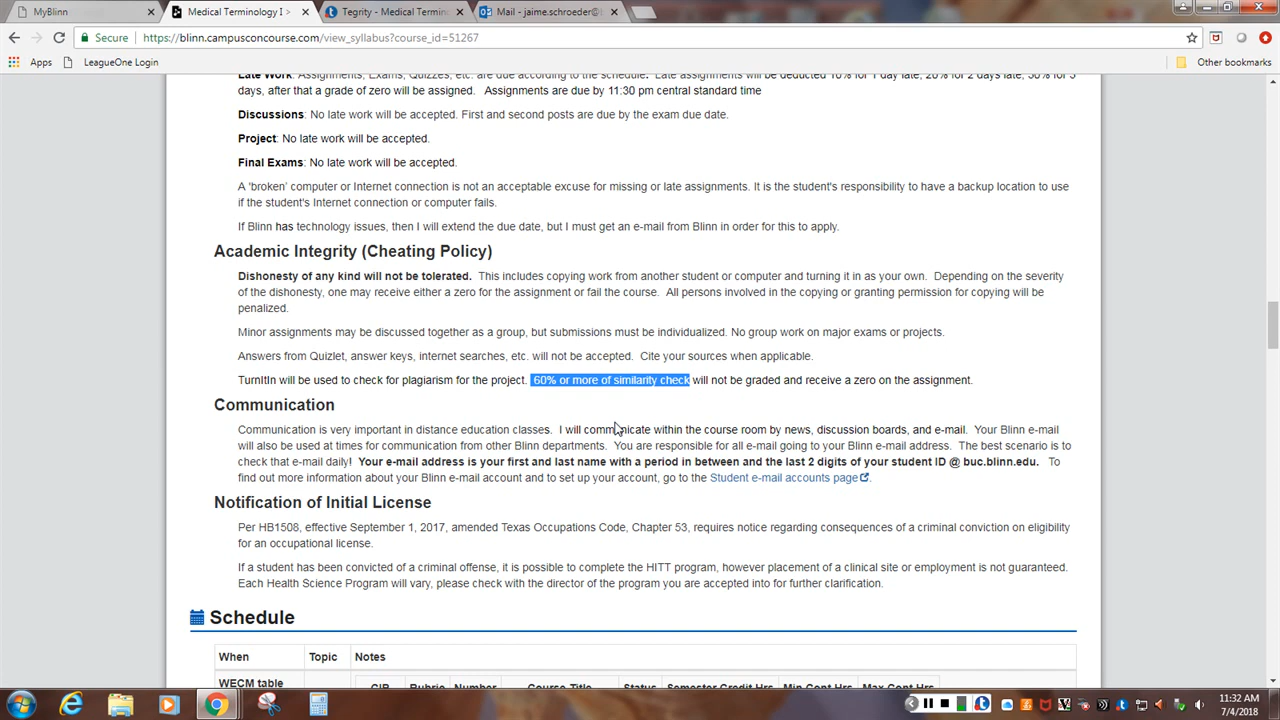 MyBlinn
Medical Terminology I >
Tegrity - Medical Termin
Mail - jaime.schroeder@
Secure
https://blinn.campusconcourse.com/view_syllabus?course_id=51267
Apps
LeagueOne Login
Other bookmarks
Late Work: Assignments, Exams, Quizzes, etc. are due according to the schedule. Late assignments will be deducted 10% for 1 day late, 20% for 2 days late, 30% for 3
days, after that a grade of zero will be assigned. Assignments are due by 11:30 pm central standard time
Discussions: No late work will be accepted. First and second posts are due by the exam due date.
Project: No late work will be accepted.
Final Exams: No late work will be accepted.
A 'broken' computer or Internet connection is not an acceptable excuse for missing or late assignments. It is the student's responsibility to have a backup location to use
if the student's Internet connection or computer fails.
If Blinn has technology issues, then I will extend the due date, but I must get an e-mail from Blinn in order for this to apply.
Academic Integrity (Cheating Policy)
Dishonesty of any kind will not be tolerated. This includes copying work from another student or computer and turning it in as your own. Depending on the severity
of the dishonesty, one may receive either a zero for the assignment or fail the course. All persons involved in the copying or granting permission for copying will be
penalized.
Minor assignments may be discussed together as a group, but submissions must be individualized. No group work on major exams or projects.
Answers from Quizlet, answer keys, internet searches, etc. will not be accepted. Cite your sources when applicable.
TurnItIn will be used to check for plagiarism for the project. 60% or more of similarity check will not be graded and receive a zero on the assignment.
Communication
Communication is very important in distance education classes. I will communicate within the course room by news, discussion boards, and e-mail. Your Blinn e-mail
will also be used at times for communication from other Blinn departments. You are responsible for all e-mail going to your Blinn e-mail address. The best scenario is to
check that e-mail daily! Your e-mail address is your first and last name with a period in between and the last 2 digits of your student ID @ buc.blinn.edu. To
find out more information about your Blinn e-mail account and to set up your account, go to the Student e-mail accounts page.
Notification of Initial License
Per HB1508, effective September 1, 2017, amended Texas Occupations Code, Chapter 53, requires notice regarding consequences of a criminal conviction on eligibility
for an occupational license.
If a student has been convicted of a criminal offense, it is possible to complete the HITT program, however placement of a clinical site or employment is not guaranteed.
Each Health Science Program will vary, please check with the director of the program you are accepted into for further clarification.
Schedule
When Topic Notes
WECM table
CIP Rubric Number Course Title Status Semester Credit Hrs Min Cont Hrs Max Cont Hrs
11:32 AM
7/4/2018